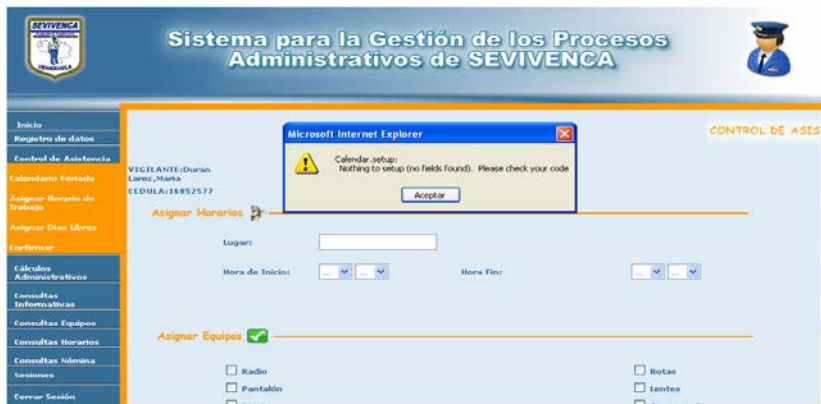 SEVIVENCA
VENEZUELA
Sistema para la Gestión de los Procesos
Administrativos de SEVIVENCA
Inicio
Registro de datos
Control de Asistencia
Calendario Feriado
Asignar Horario de
Trabajo
Asignar Dias Libres
Confirmar
Cálculos
Administrativos
Consultas
Informativas
Consultas Equipos
Consultas Horarios
Consultas Nómina
Sesiones
Cerrar Sesión
CONTROL DE ASIS
Microsoft Internet Explorer
Calendar.setup:
Nothing to setup (no fields found). Please check your code
Aceptar
VIGILANTE:Duran
Larez,Maria
CEDULA:16852577
Asignar Horarios
Lugar:
Hora de Inicio: ... ... Hora Fin: ... ...
Asignar Equipos
Radio Botas
Pantalón Lentes